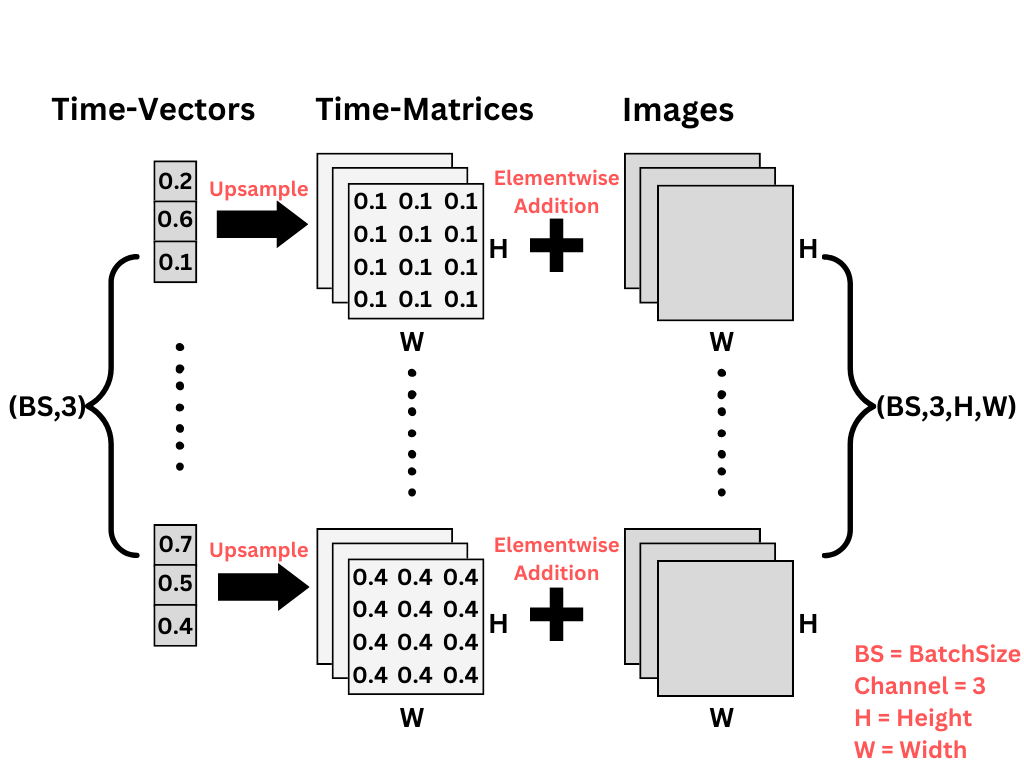 Time-Vectors
Time-Matrices
Images
0.2
0.6
0.1
Upsample
0.1 0.1 0.1
0.1 0.1 0.1
0.1 0.1 0.1
0.1 0.1 0.1
H
W
Elementwise
Addition
H
W
(BS,3)
(BS,3,H,W)
0.7
0.5
0.4
Upsample
0.4 0.4 0.4
0.4 0.4 0.4
0.4 0.4 0.4
0.4 0.4 0.4
H
W
Elementwise
Addition
H
W
BS = BatchSize
Channel = 3
H = Height
W = Width